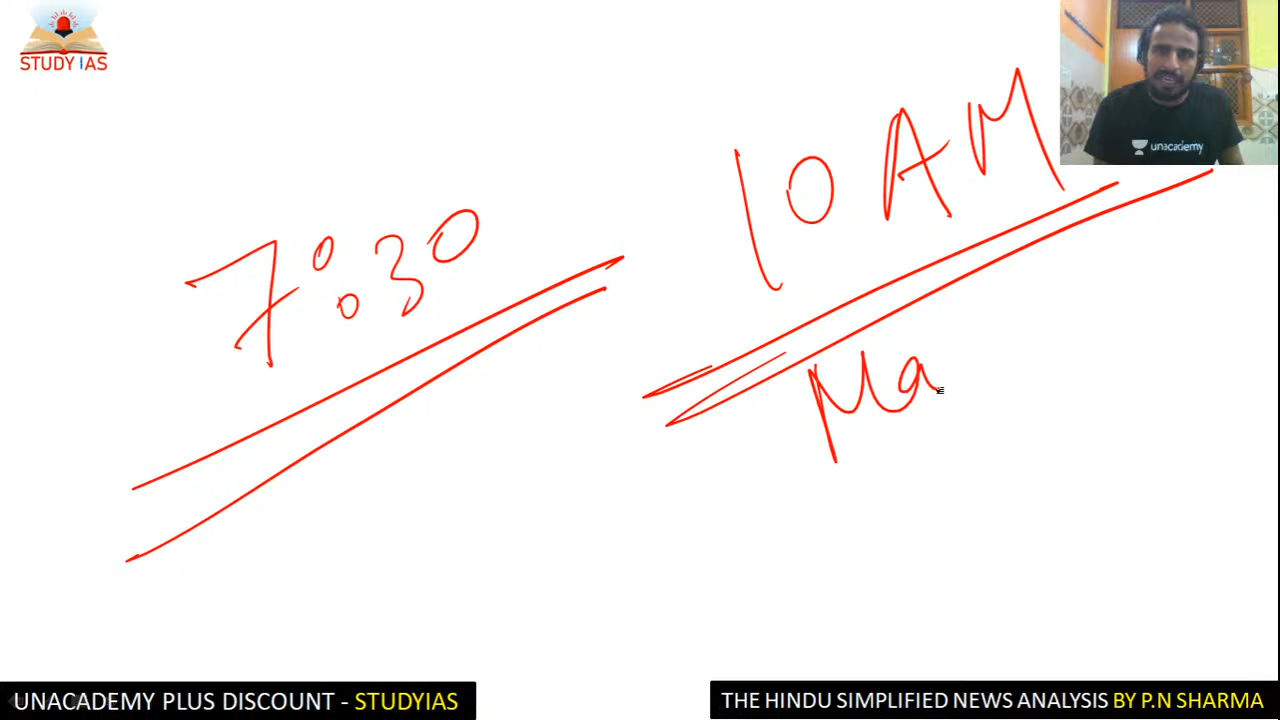 STUDY IAS
unacademy
10 AM
7:30
Ma
UNACADEMY PLUS DISCOUNT - STUDYIAS
THE HINDU SIMPLIFIED NEWS ANALYSIS BY P.N SHARMA